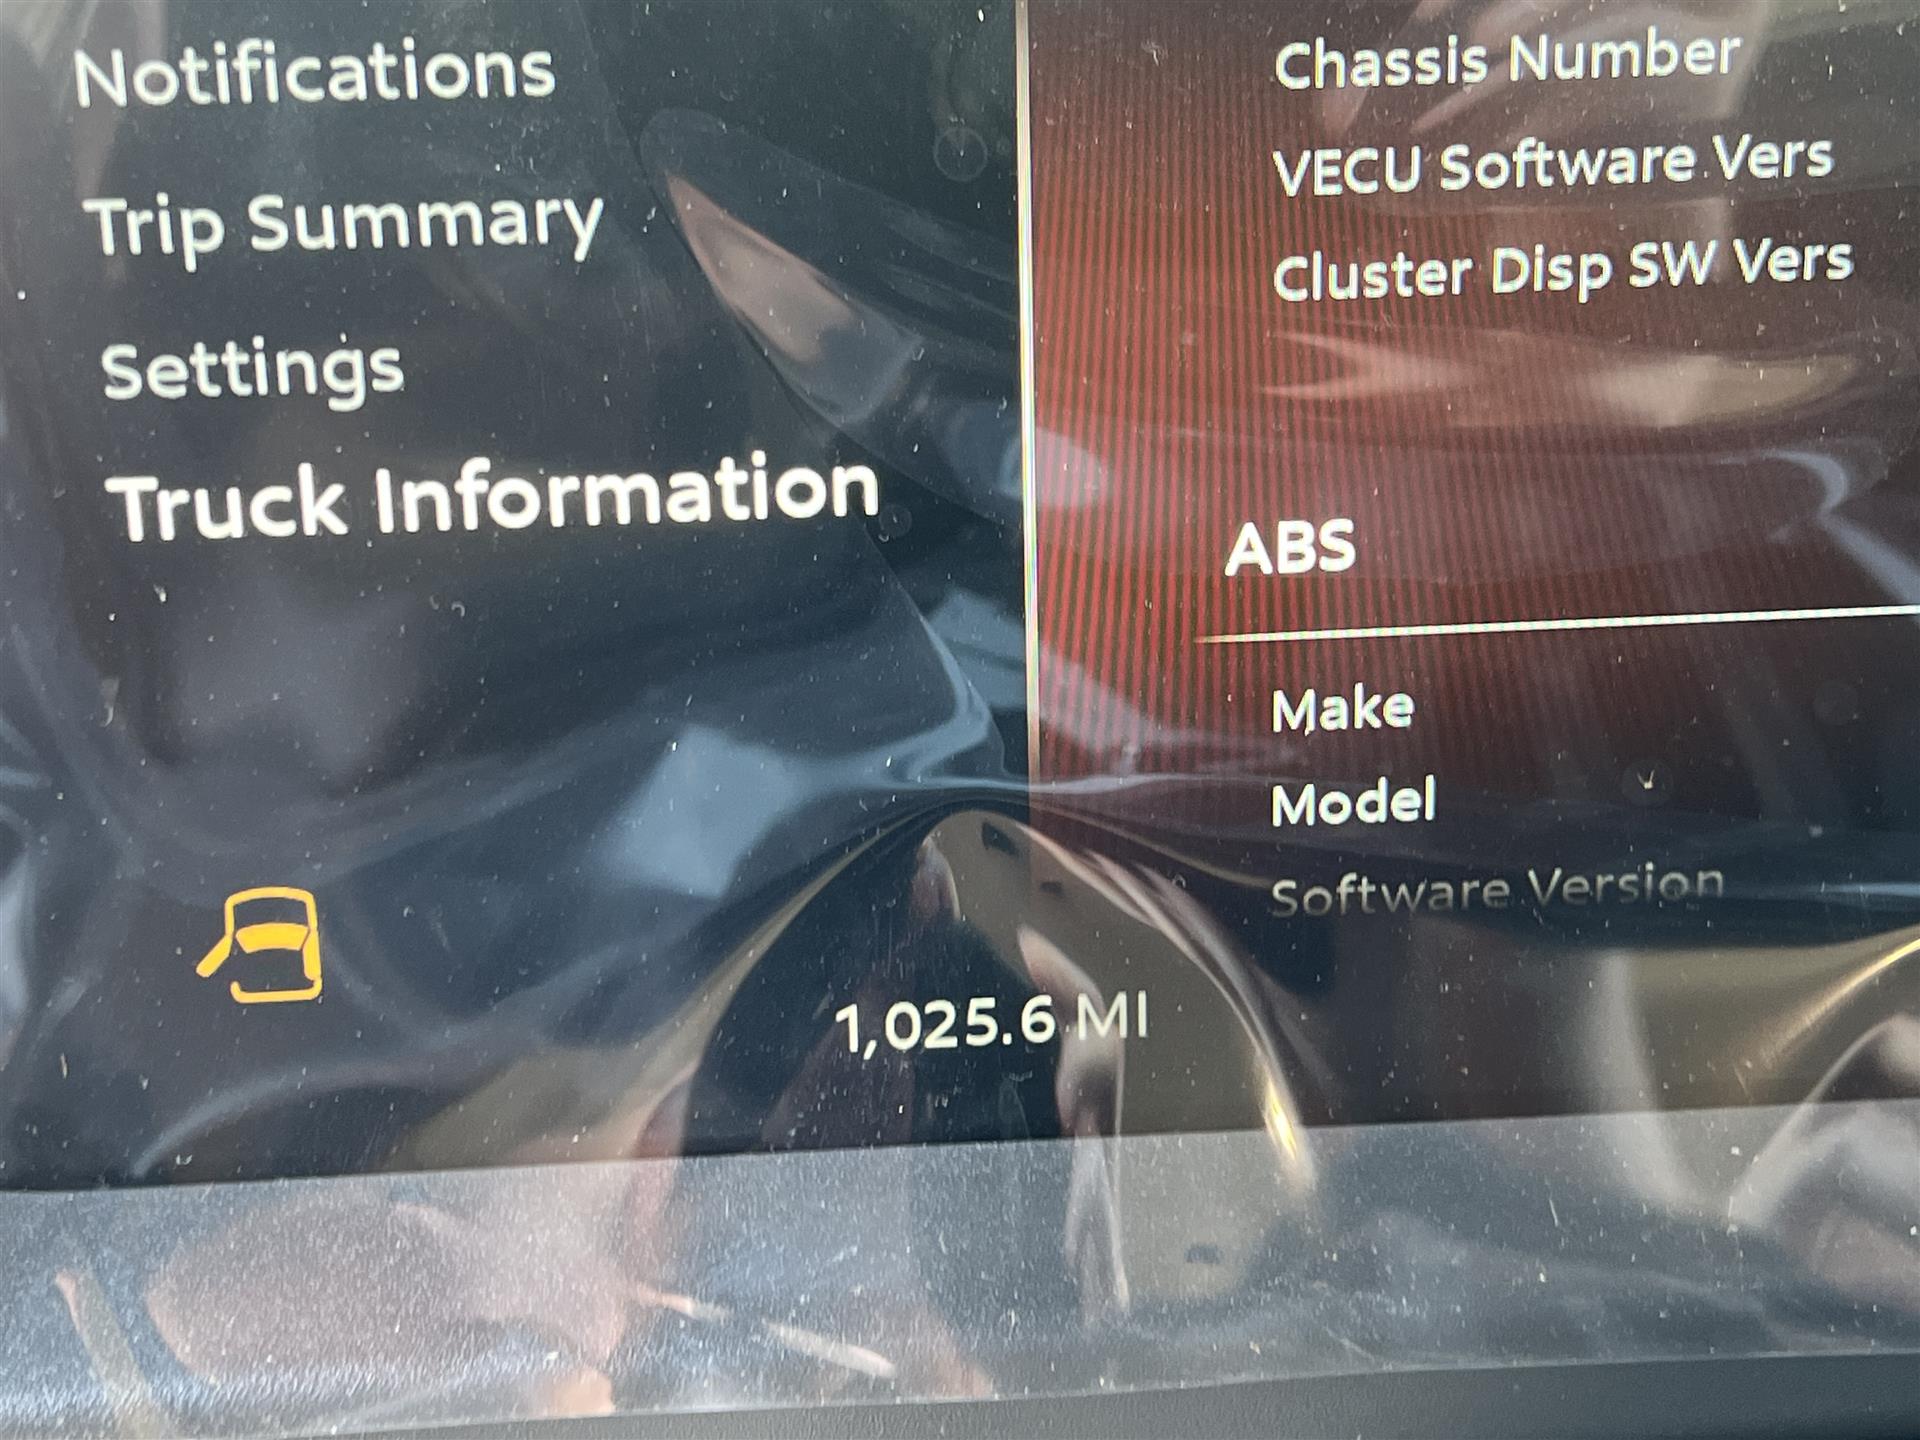 Notifications
Trip Summary
Settings
Truck Information
Chassis Number
VECU Software Vers
Cluster Disp SW Vers
ABS
Make
Model
Software Version
1,025.6 MI